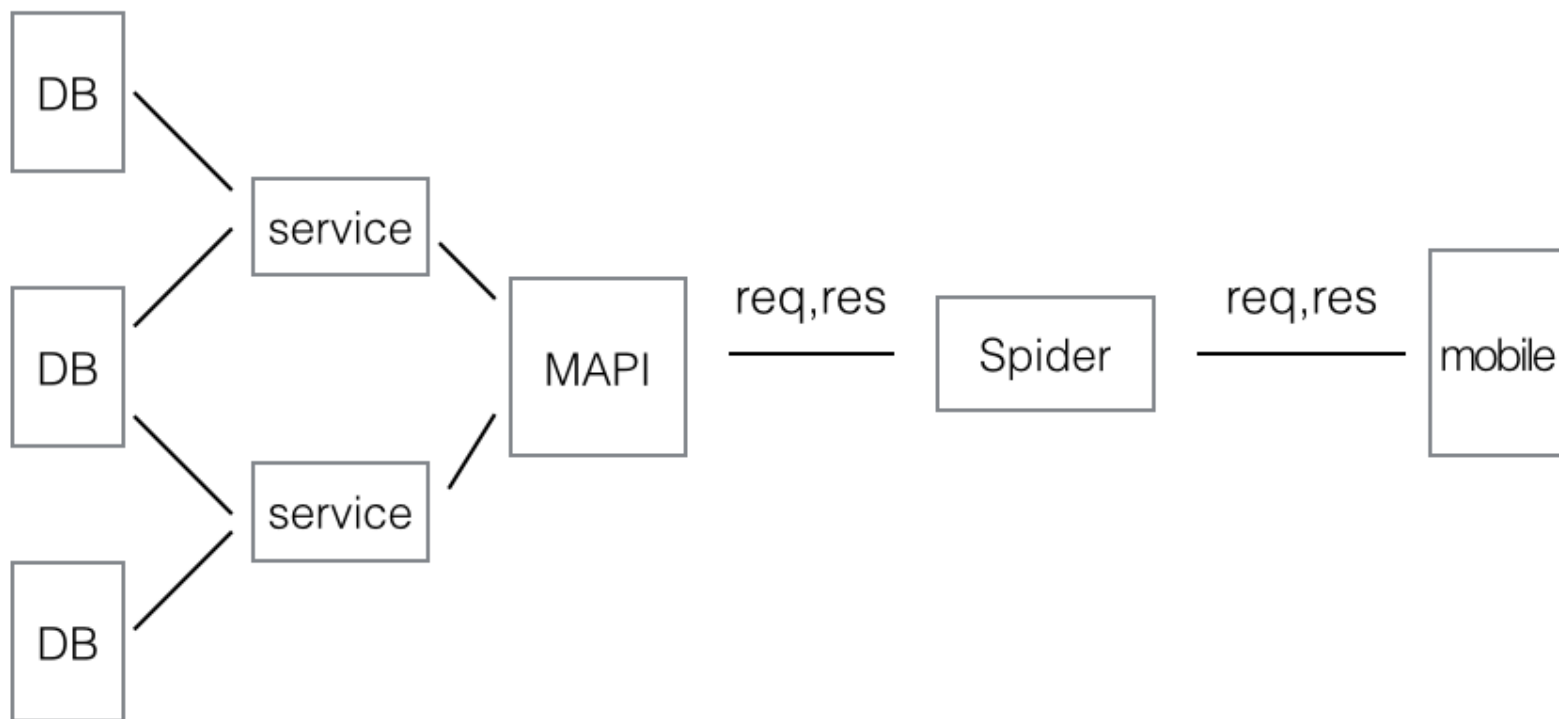 DB
service
DB
service
DB
MAPI
req,res
Spider
req,res
mobile